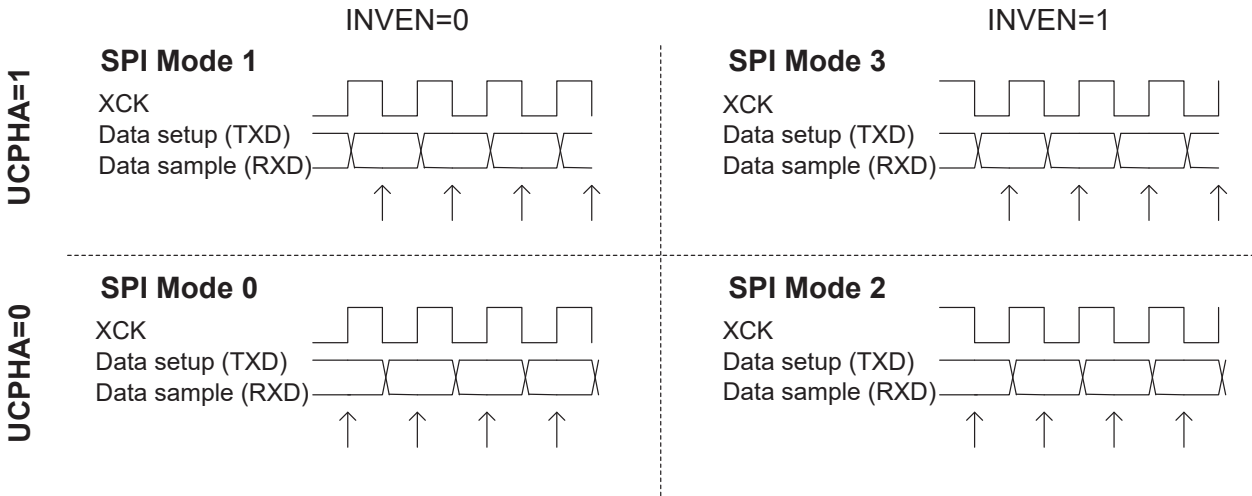 INVEN=0
INVEN=1
UCPHA=1
SPI Mode 1
XCK
Data setup (TXD)
Data sample (RXD)
SPI Mode 3
XCK
Data setup (TXD)
Data sample (RXD)
UCPHA=0
SPI Mode 0
XCK
Data setup (TXD)
Data sample (RXD)
SPI Mode 2
XCK
Data setup (TXD)
Data sample (RXD)